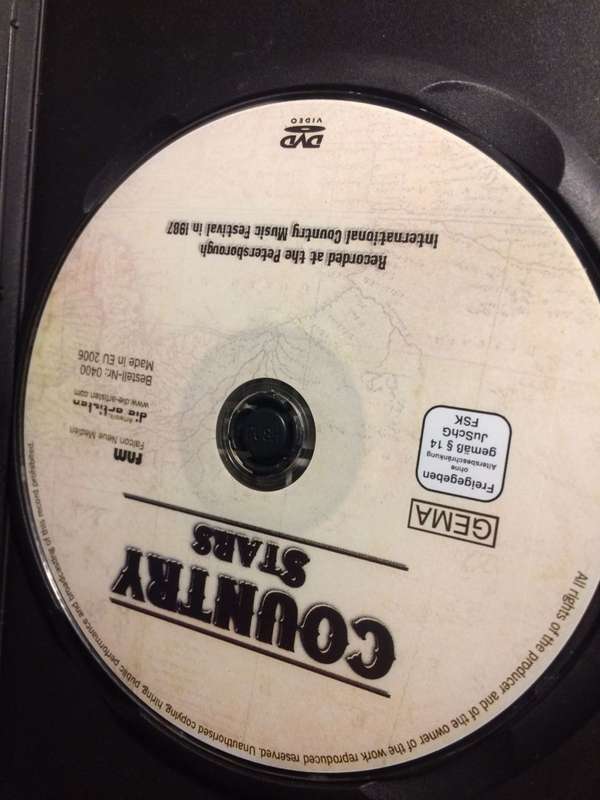 COUNTRY
STARS
GEMA
Freigegeben
ohne
Altersbeschränkung
gemäß § 14
JuSchG
FSK
fnm
Falcon Neue Medien
Artwork:
die artisten
www.die-artisten.com
Bestell-Nr: 0400
Made in EU 2006
Recorded at the Petersborough
International Country Music Festival in 1987
DVD
VIDEO
All rights of the producer and of the owner of the work reproduced reserved. Unauthorised copying, hiring, public performance and broadcasting of this record prohibited.